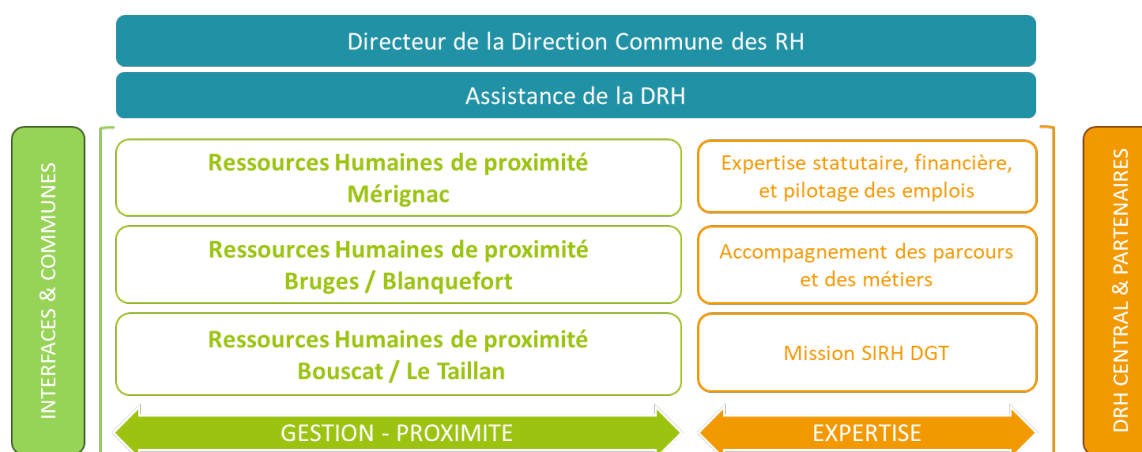 Directeur de la Direction Commune des RH
Assistance de la DRH
INTERFACES & COMMUNES
Ressources Humaines de proximité
Mérignac
Ressources Humaines de proximité
Bruges / Blanquefort
Ressources Humaines de proximité
Bouscat / Le Taillan
GESTION - PROXIMITE
Expertise statutaire, financière,
et pilotage des emplois
Accompagnement des parcours
et des métiers
Mission SIRH DGT
EXPERTISE
DRH CENTRAL & PARTENAIRES